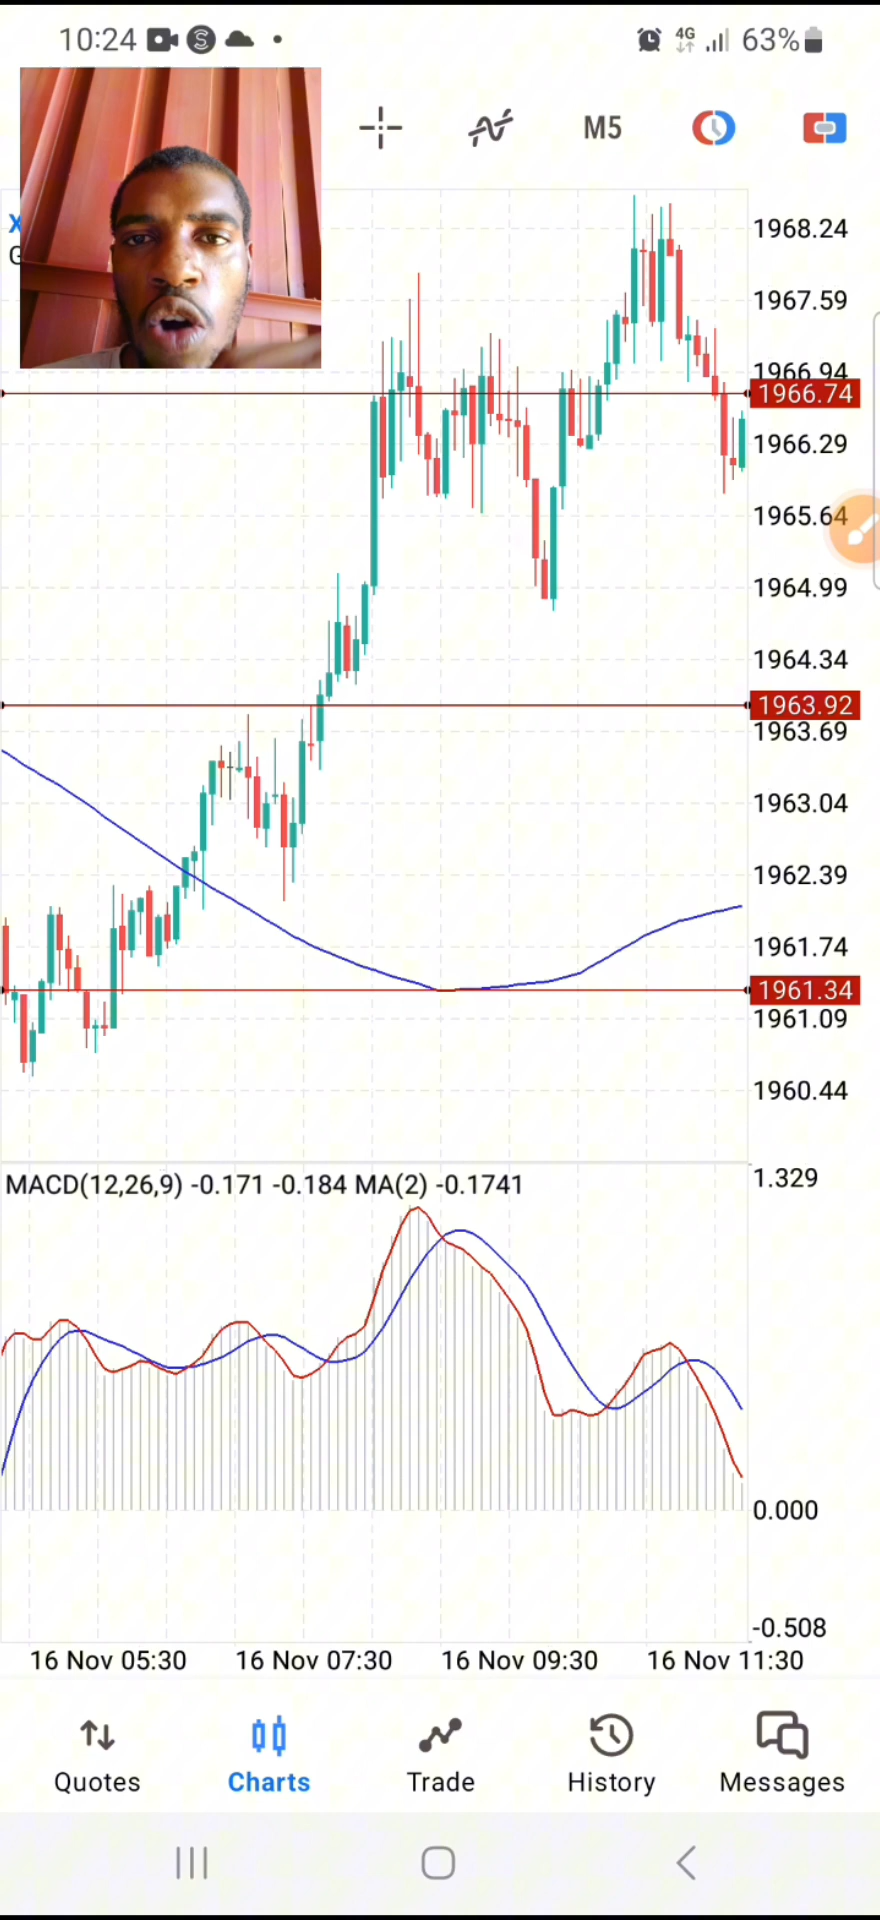 10:24 S 4G 63%
M5
X
G
1968.24
1967.59
1966.94
1966.74
1966.29
1965.64
1964.99
1964.34
1963.92
1963.69
1963.04
1962.39
1961.74
1961.34
1961.09
1960.44
MACD(12,26,9) -0.171 -0.184 MA(2) -0.1741
1.329
0.000
-0.508
16 Nov 05:30 16 Nov 07:30 16 Nov 09:30 16 Nov 11:30
Quotes Charts Trade History Messages